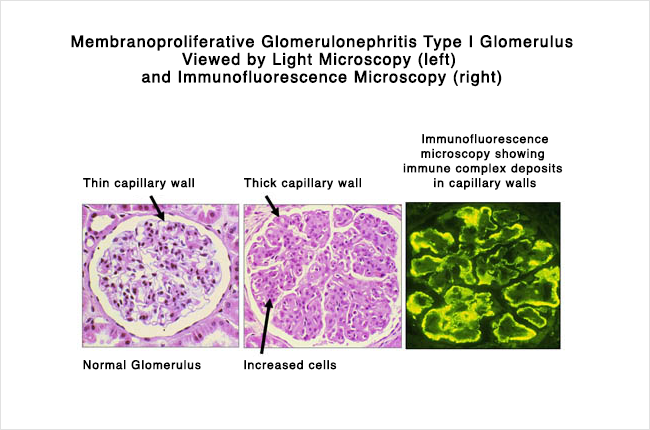 Membranoproliferative Glomerulonephritis Type I Glomerulus
Viewed by Light Microscopy (left)
and Immunofluorescence Microscopy (right)
Immunofluorescence
microscopy showing
immune complex deposits
in capillary walls
Thin capillary wall
Thick capillary wall
Normal Glomerulus
Increased cells